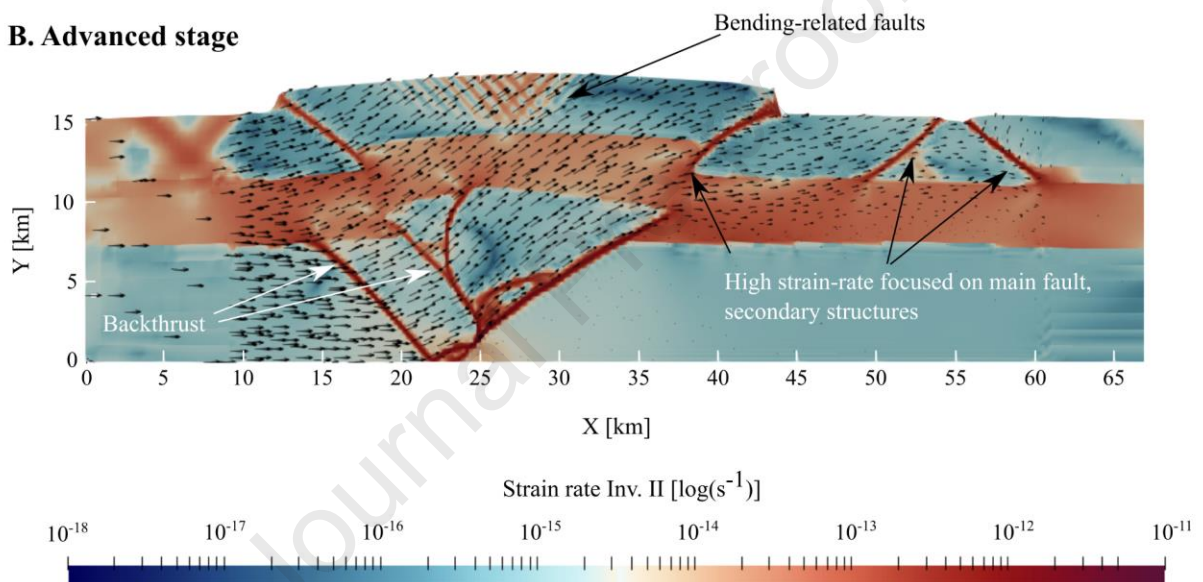 B. Advanced stage
Bending-related faults
15
10
5
0
Y [km]
Backthrust
High strain-rate focused on main fault,
secondary structures
0 5 10 15 20 25 30 35 40 45 50 55 60 65
X [km]
Strain rate Inv. II [log(s-1)]
10-18 10-17 10-16 10-15 10-14 10-13 10-12 10-11
Journal Pre-proo